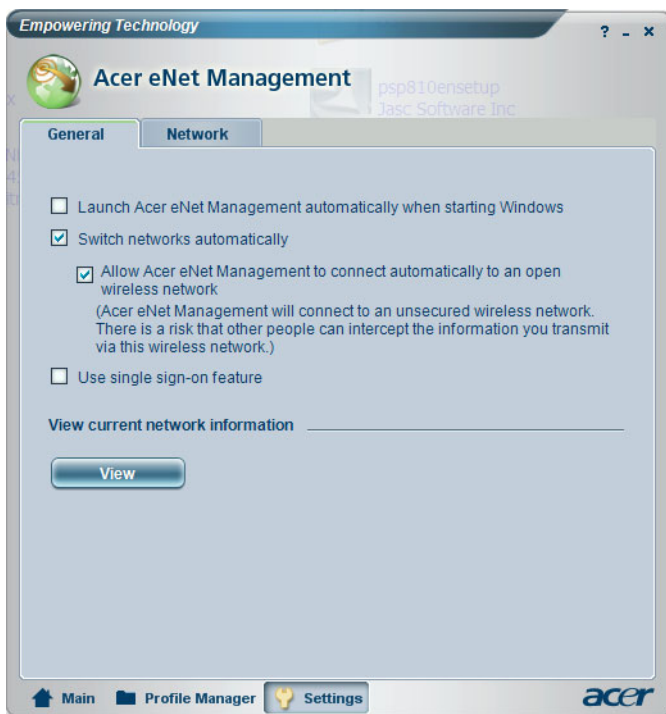 Empowering Technology
? - x
Acer eNet Management
psp810ensetup
Jasc Software Inc
General
Network
Launch Acer eNet Management automatically when starting Windows
Switch networks automatically
Allow Acer eNet Management to connect automatically to an open
wireless network
(Acer eNet Management will connect to an unsecured wireless network.
There is a risk that other people can intercept the information you transmit
via this wireless network.)
Use single sign-on feature
View current network information
View
Main
Profile Manager
Settings
acer